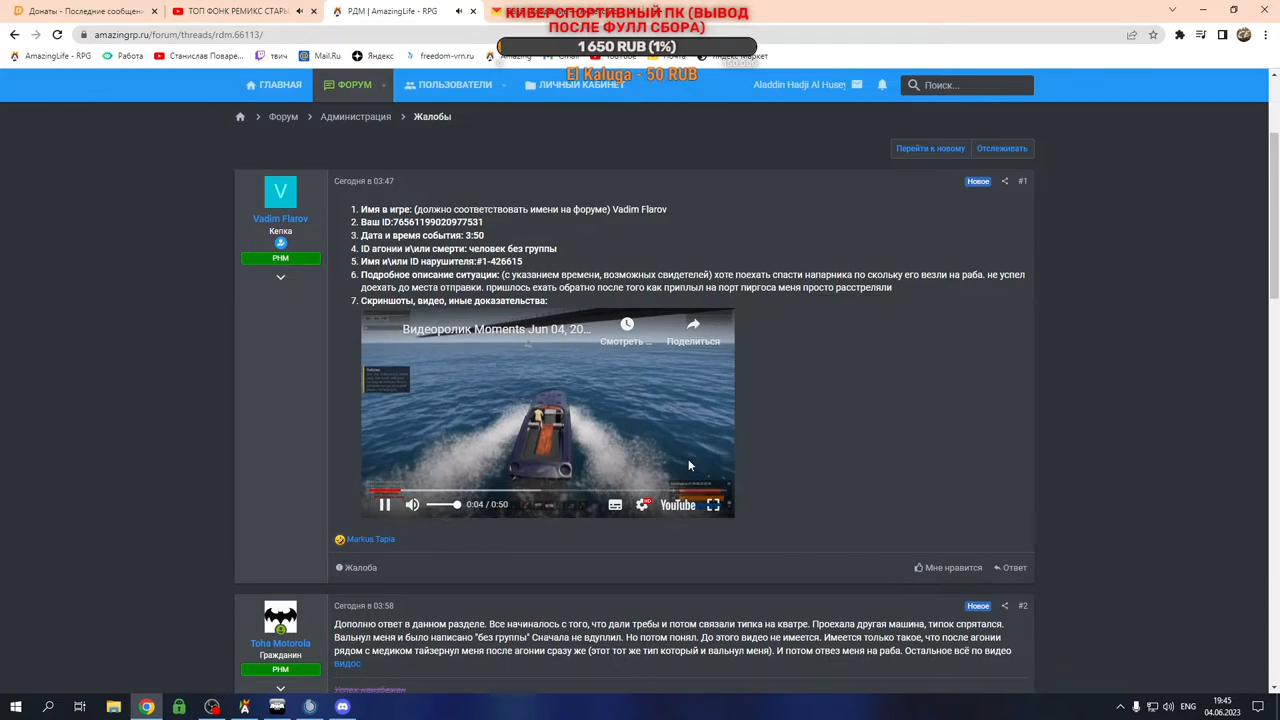 Донаты - Последние сообщения
ТОП ФОНК РЕМИКС СТАРЫ
РДМ | AmazingLife - RPG
КИБЕРСПОРТИВНЫЙ ПК (ВЫВОД
ПОСЛЕ ФУЛЛ СБОРА)
1 650 RUB (1%)
El Kaluga - 50 RUB
amazingrp.ru/forum/threads/rdm.66113/
AmazingLife - RPG
GitHub
Радмин
Станислав Поварос...
твич
Mail.Ru
Яндекс
freedom-vrn.ru
ГЛАВНАЯ
ФОРУМ
ПОЛЬЗОВАТЕЛИ
ЛИЧНЫЙ КАБИНЕТ
Aladdin Hadji Al Husey
Поиск...
Форум
Администрация
Жалобы
Перейти к новому
Отслеживать
V
Vadim Flarov
Кепка
РНМ
Сегодня в 03:47
Новое
#1
1. Имя в игре: (должно соответствовать имени на форуме) Vadim Flarov
2. Ваш ID:76561199020977531
3. Дата и время события: 3:50
4. ID агонии и\или смерти: человек без группы
5. Имя и\или ID нарушителя:#1-426615
6. Подробное описание ситуации: (с указанием времени, возможных свидетелей) хоте поехать спасти напарника по скольку его везли на раба. не успел
доехать до места отправки. пришлось ехать обратно после того как приплыл на порт пиргоса меня просто расстреляли
7. Скриншоты, видео, иные доказательства:
Видеоролик Moments Jun 04, 20...
Смотреть ...
Поделиться
0:04 / 0:50
HD
YouTube
Markus Tapia
Жалоба
Мне нравится
Ответ
Toha Motorola
Гражданин
РНМ
Сегодня в 03:58
Новое
#2
Дополню ответ в данном разделе. Все начиналось с того, что дали требы и потом связали типка на кватре. Проехала другая машина, типок спрятался.
Вальнул меня и было написано "без группы" Сначала не вдуплил. Но потом понял. До этого видео не имеется. Имеется только такое, что после агонии
рядом с медиком тайзернул меня после агонии сразу же (этот тот же тип который и вальнул меня). И потом отвез меня на раба. Остальное всё по видео
видос
Успех неизбежен
ENG
19:45
04.06.2023